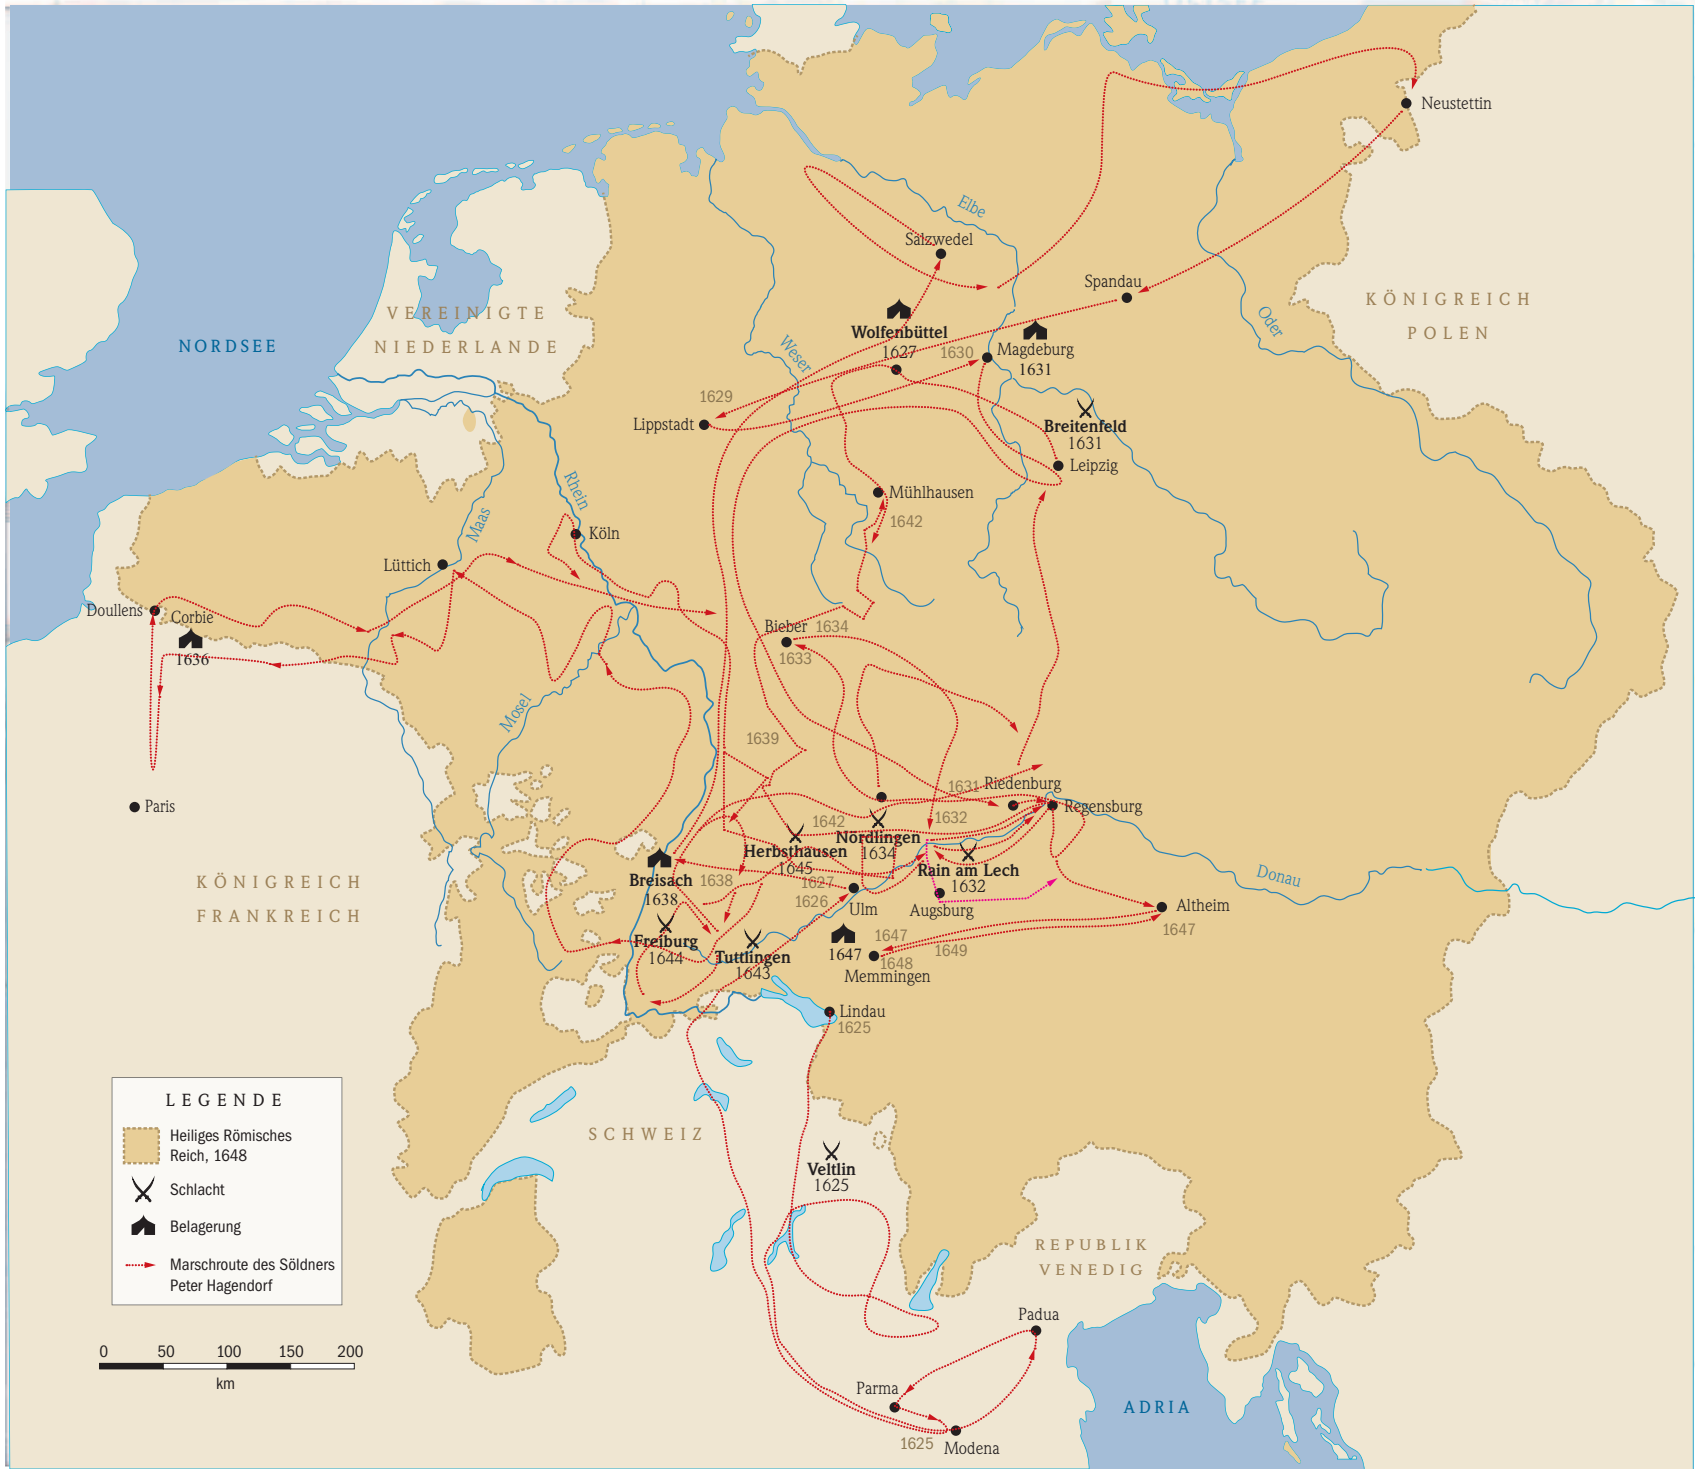 Neustettin
Elbe
Salzwedel
Spandau
KÖNIGREICH
POLEN
VEREINIGTE
NIEDERLANDE
NORDSEE
Oder
Wolfenbüttel
1627
Weser
1630
Magdeburg
1631
1629
Lippstadt
Breitenfeld
1631
Leipzig
Mühlhausen
1642
Rhein
Maas
Köln
Lüttich
Doullens
Corbie
1636
Bieber
1634
1633
Mosel
1639
Paris
1631
Riedenburg
Regensburg
1642
1632
Nördlingen
1634
Herbsthausen
1645
Rain am Lech
1632
Breisach
1638
1638
1627
1626
Ulm
Augsburg
Donau
KÖNIGREICH
FRANKREICH
Altheim
1647
Freiburg
1644
Tuttlingen
1643
1647
1647
1649
1648
Memmingen
Lindau
1625
SCHWEIZ
Veltlin
1625
REPUBLIK
VENEDIG
Padua
Parma
1625
Modena
ADRIA
LEGENDE
Heiliges Römisches
Reich, 1648
Schlacht
Belagerung
Marschroute des Söldners
Peter Hagendorf
0 50 100 150 200
km